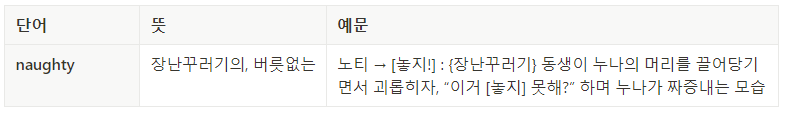 단어 뜻 예문
naughty 장난꾸러기의, 버릇없는 노티 → [놓지!] : {장난꾸러기} 동생이 누나의 머리를 끌어당기
면서 괴롭히자, “이거 [놓지] 못해?” 하며 누나가 짜증내는 모습